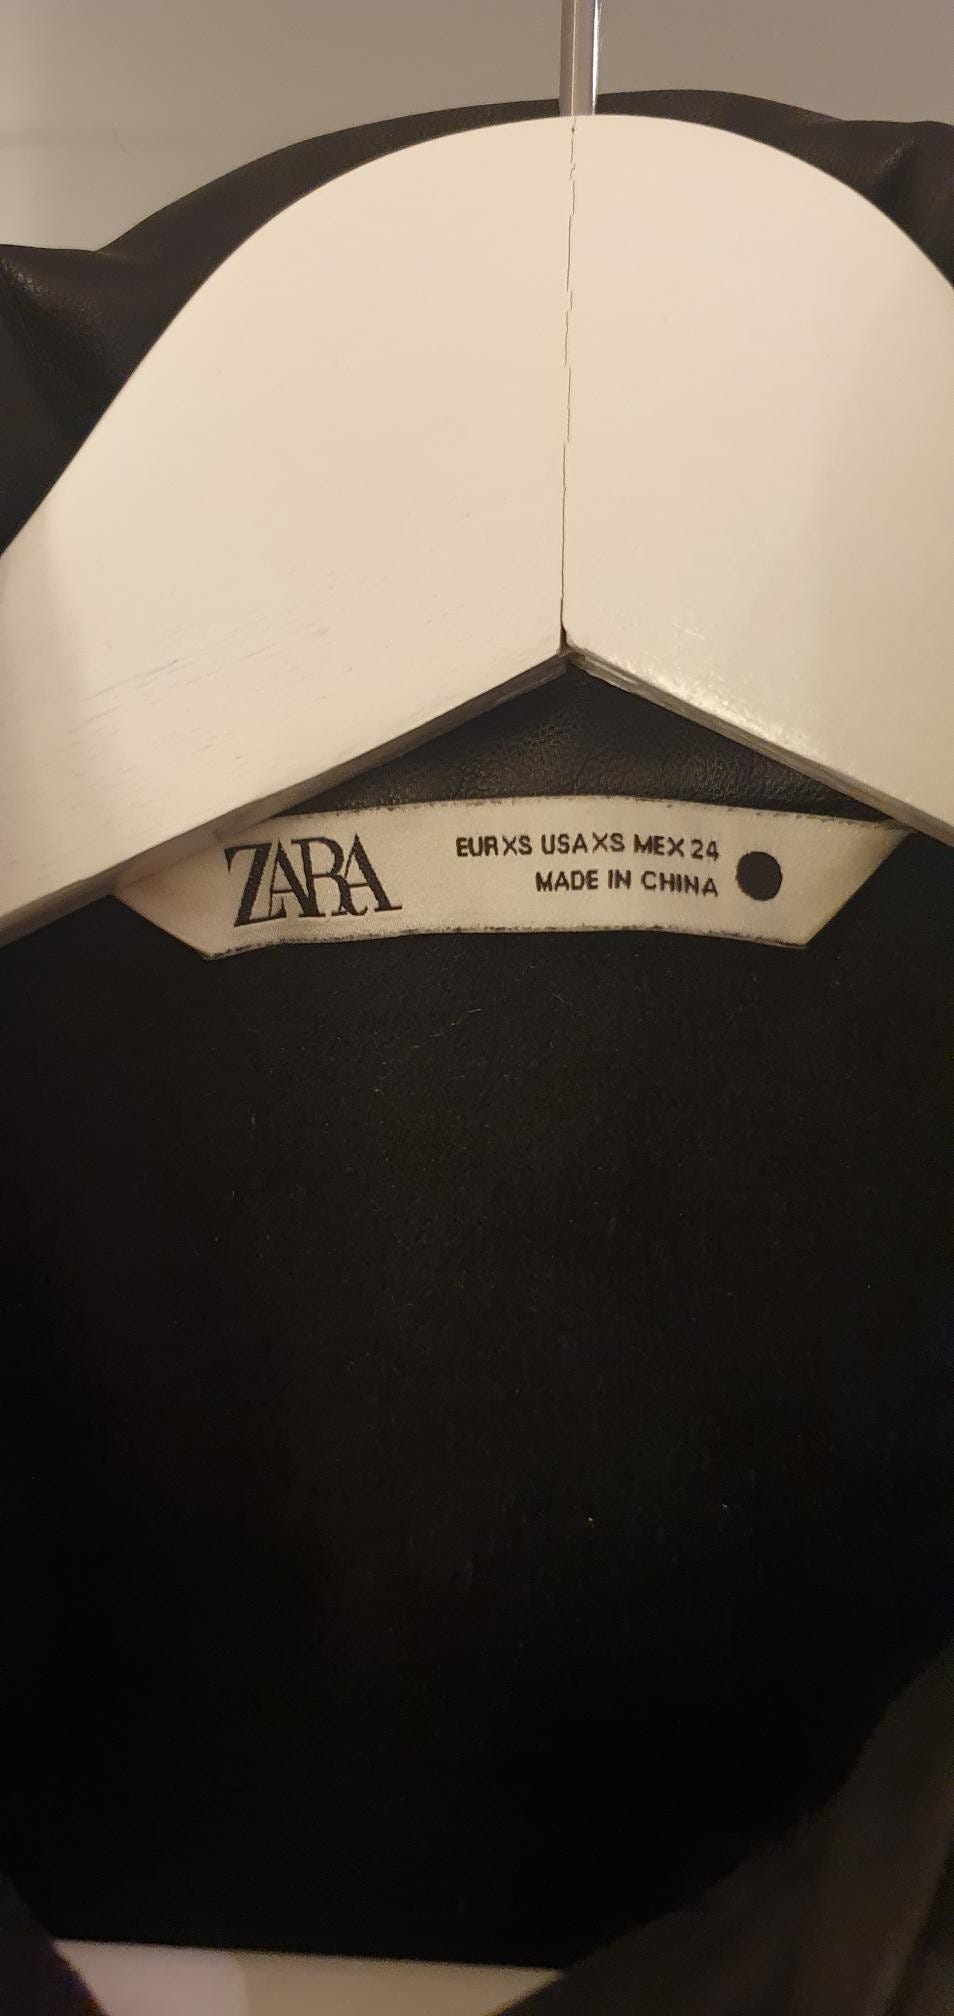 ZARA
EUR XS USA XS MEX 24
MADE IN CHINA